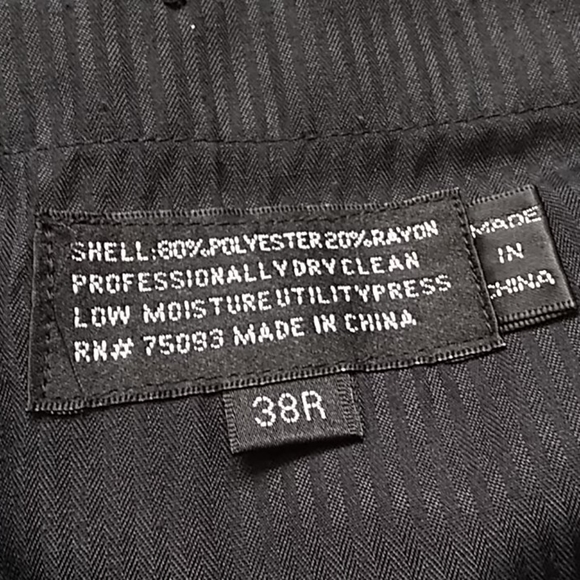 SHELL:80%POLYESTER20%RAYON
PROFESSIONALLYDRYCLEAN
LOW MOISTUREUTILITYPRESS
RN# 75093 MADE IN CHINA
38R
MADE
IN
CHINA